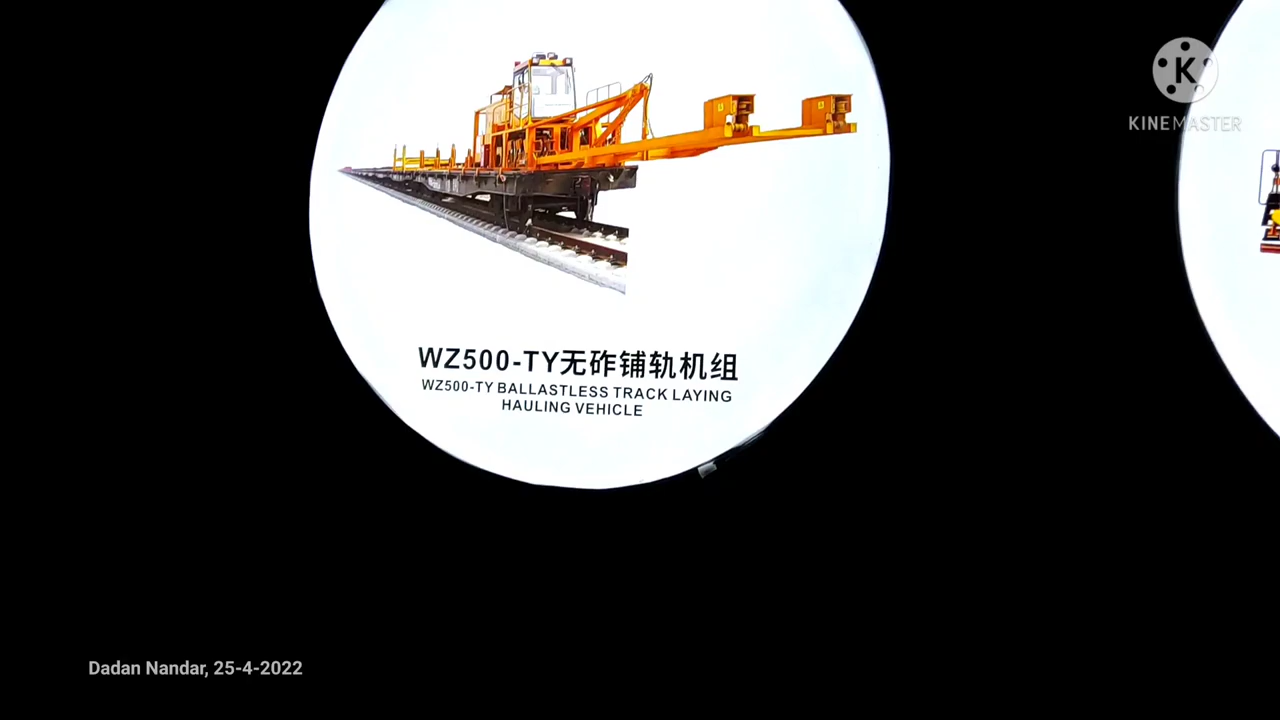 KINEMASTER
WZ500-TY无砟铺轨机组
WZ500-TY BALLASTLESS TRACK LAYING
HAULING VEHICLE
Dadan Nandar, 25-4-2022